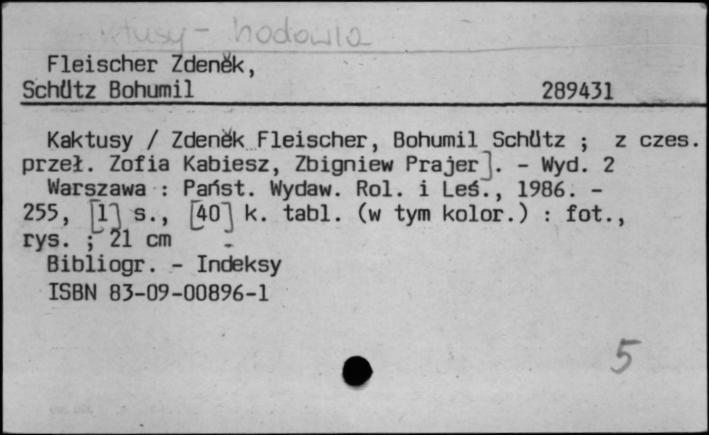 Kaktusy - hodowla
Fleischer Zdeněk,
Schütz Bohumil 289431
Kaktusy / Zdeněk Fleischer, Bohumil Schütz ; z czes.
przeł. Zofia Kabiesz, Zbigniew Prajer]. - Wyd. 2
Warszawa : Państ. Wydaw. Rol. i Leś., 1986. -
255, [1] s., [40] k. tabl. (w tym kolor.) : fot.,
rys. ; 21 cm
Bibliogr. - Indeksy
ISBN 83-09-00896-1
5